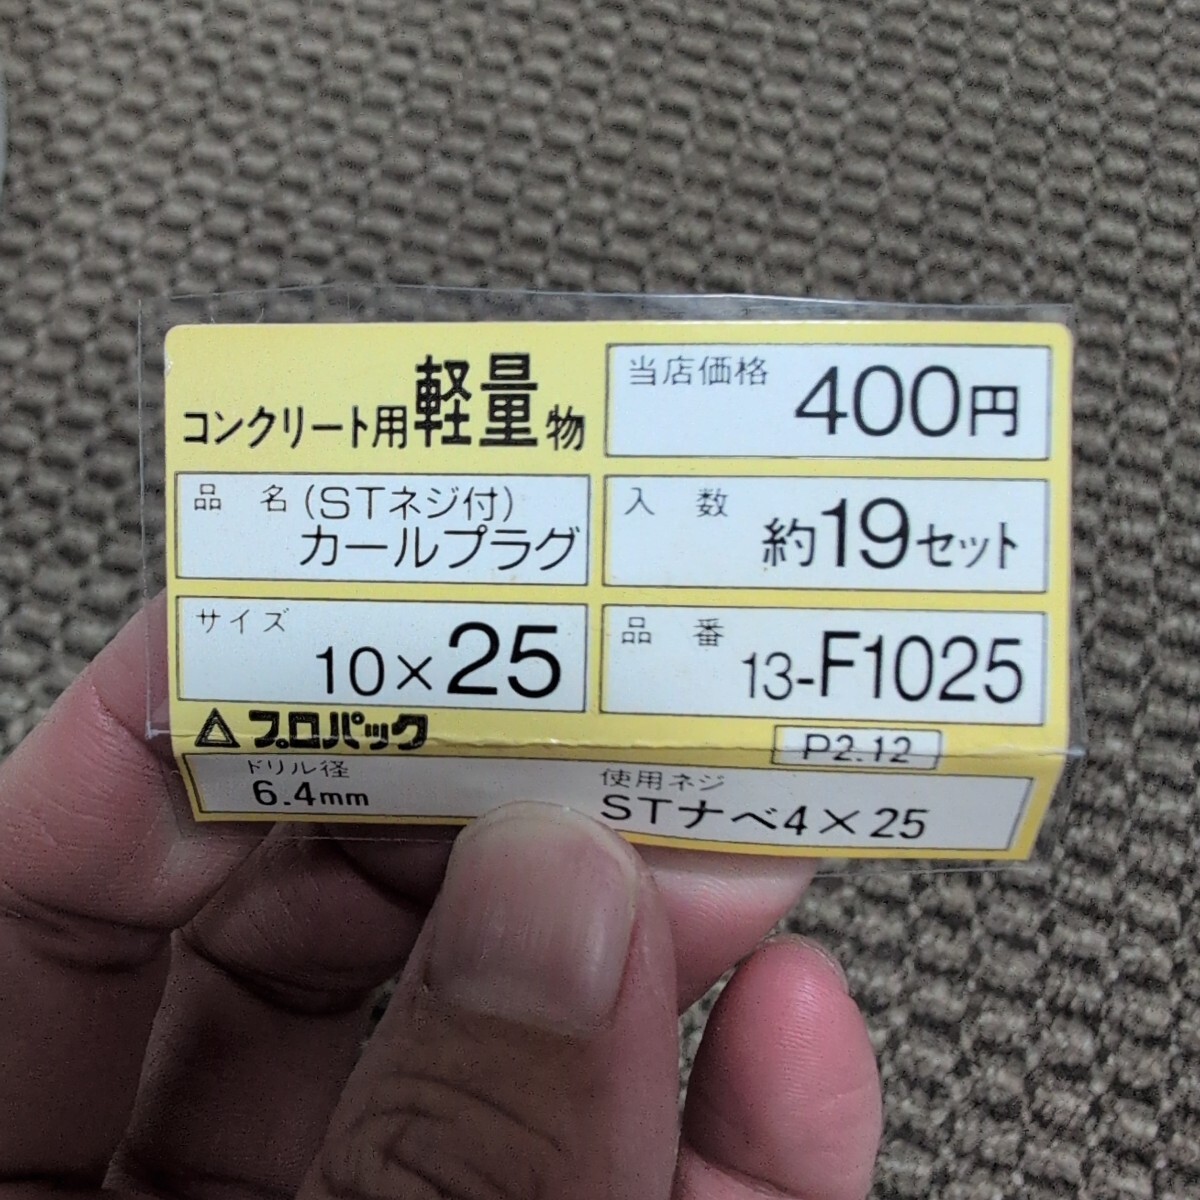 コンクリート用軽量物
当店価格 400円
品名 (STネジ付)
カールプラグ
入数 約19セット
サイズ 10×25
品番 13-F1025
プロパック
P2.12
ドリル径
6.4mm
使用ネジ
STナベ4×25